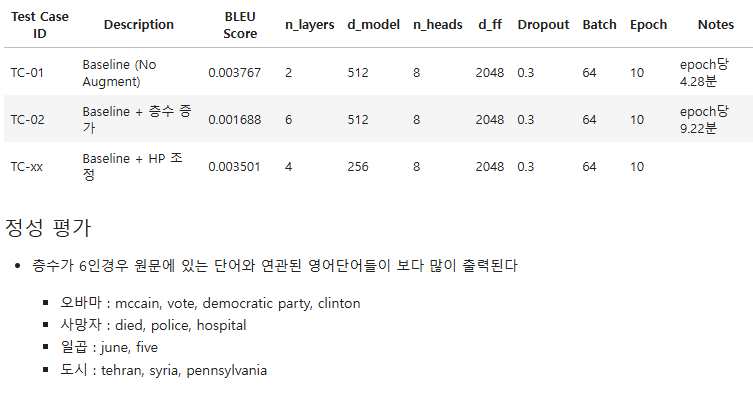 Test Case ID Description BLEU Score n_layers d_model n_heads d_ff Dropout Batch Epoch Notes
TC-01 Baseline (No Augment) 0.003767 2 512 8 2048 0.3 64 10 epoch당 4.28분
TC-02 Baseline + 층수 증가 0.001688 6 512 8 2048 0.3 64 10 epoch당 9.22분
TC-xx Baseline + HP 조정 0.003501 4 256 8 2048 0.3 64 10
정성 평가
층수가 6인경우 원문에 있는 단어와 연관된 영어단어들이 보다 많이 출력된다
오바마 : mccain, vote, democratic party, clinton
사망자 : died, police, hospital
일곱 : june, five
도시 : tehran, syria, pennsylvania